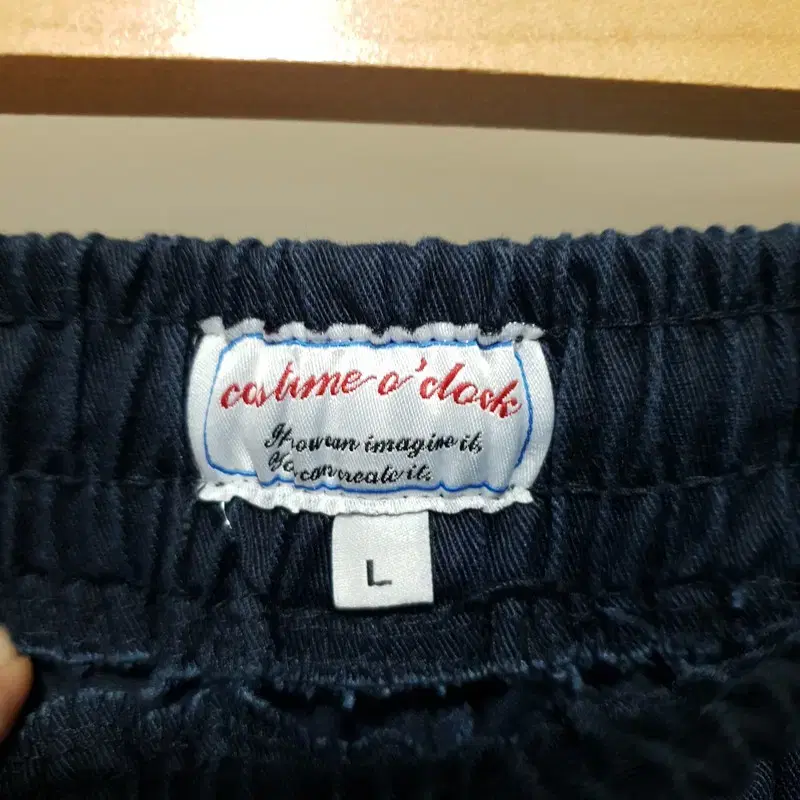 costume o'clock
If you can imagine it,
You can create it.
L